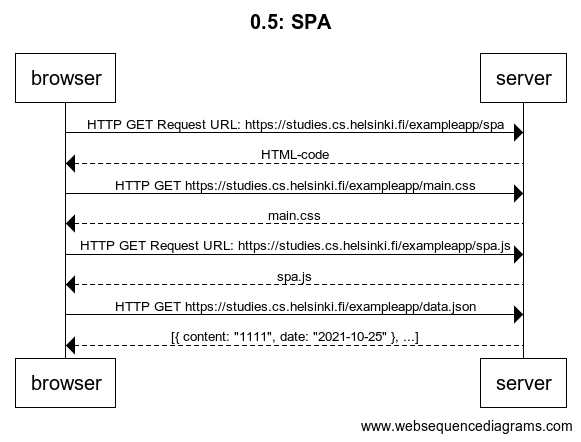 0.5: SPA
browser server
HTTP GET Request URL: https://studies.cs.helsinki.fi/exampleapp/spa
HTML-code
HTTP GET https://studies.cs.helsinki.fi/exampleapp/main.css
main.css
HTTP GET Request URL: https://studies.cs.helsinki.fi/exampleapp/spa.js
spa.js
HTTP GET https://studies.cs.helsinki.fi/exampleapp/data.json
[{ content: "1111", date: "2021-10-25" }, ...]
browser server
www.websequencediagrams.com